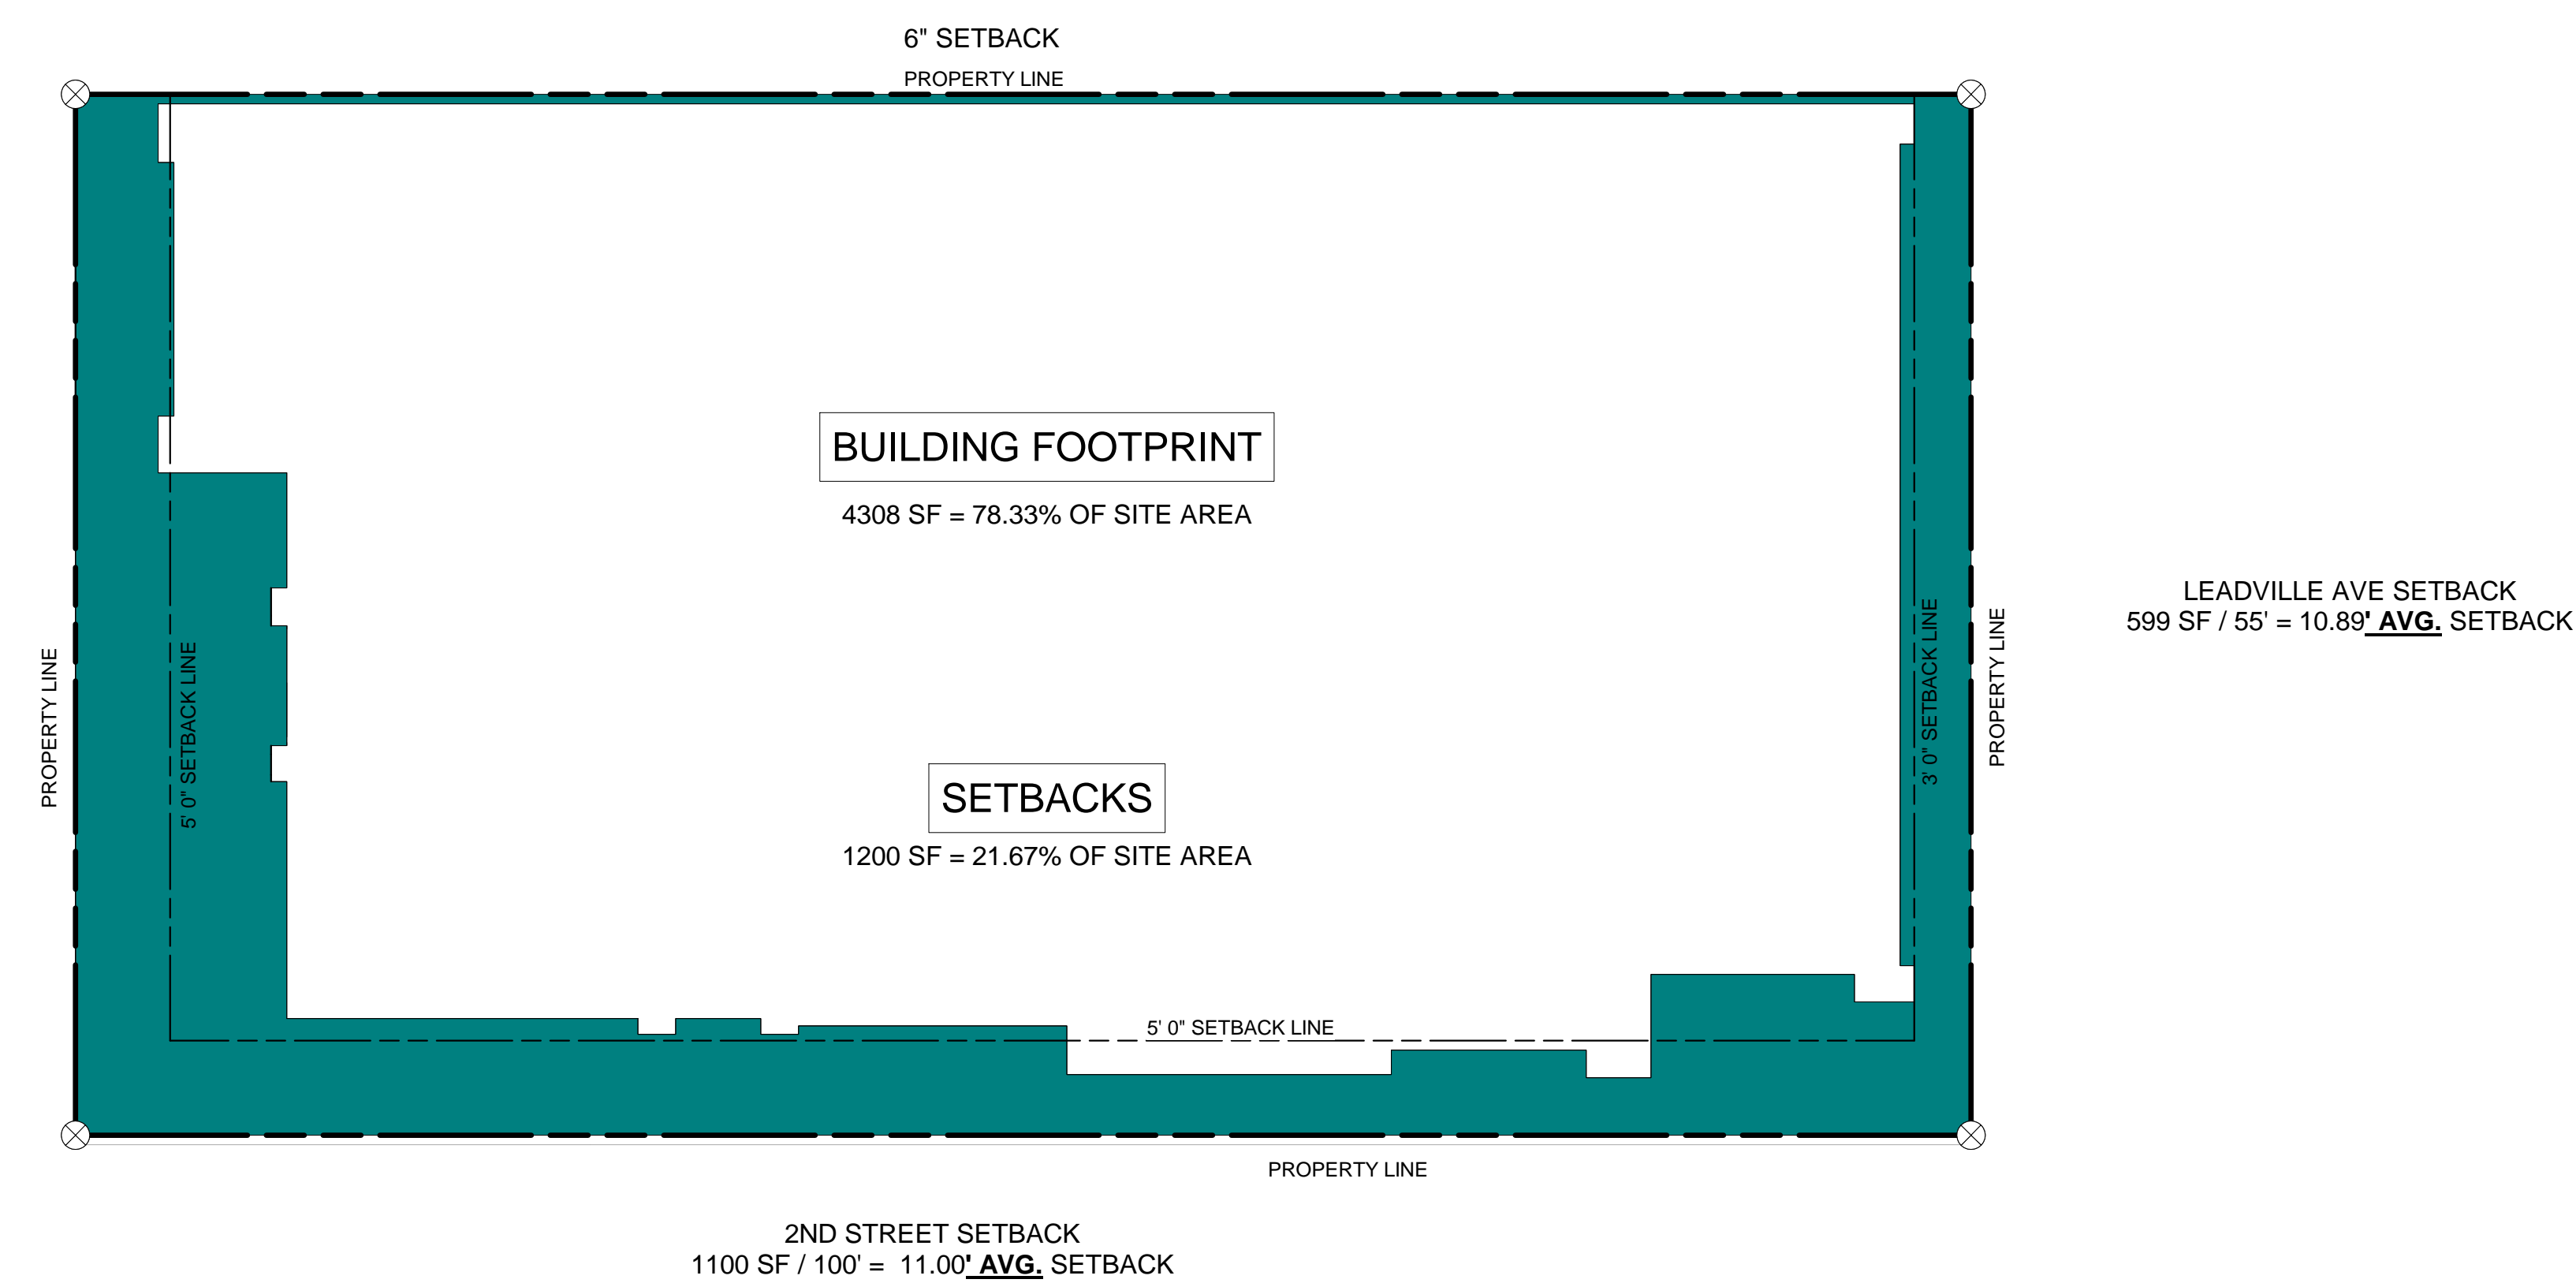 6" SETBACK
PROPERTY LINE
BUILDING FOOTPRINT
4308 SF = 78.33% OF SITE AREA
LEADVILLE AVE SETBACK
599 SF / 55' = 10.89' AVG. SETBACK
PROPERTY LINE
5' 0" SETBACK LINE
3' 0" SETBACK LINE
PROPERTY LINE
SETBACKS
1200 SF = 21.67% OF SITE AREA
5' 0" SETBACK LINE
PROPERTY LINE
2ND STREET SETBACK
1100 SF / 100' = 11.00' AVG. SETBACK